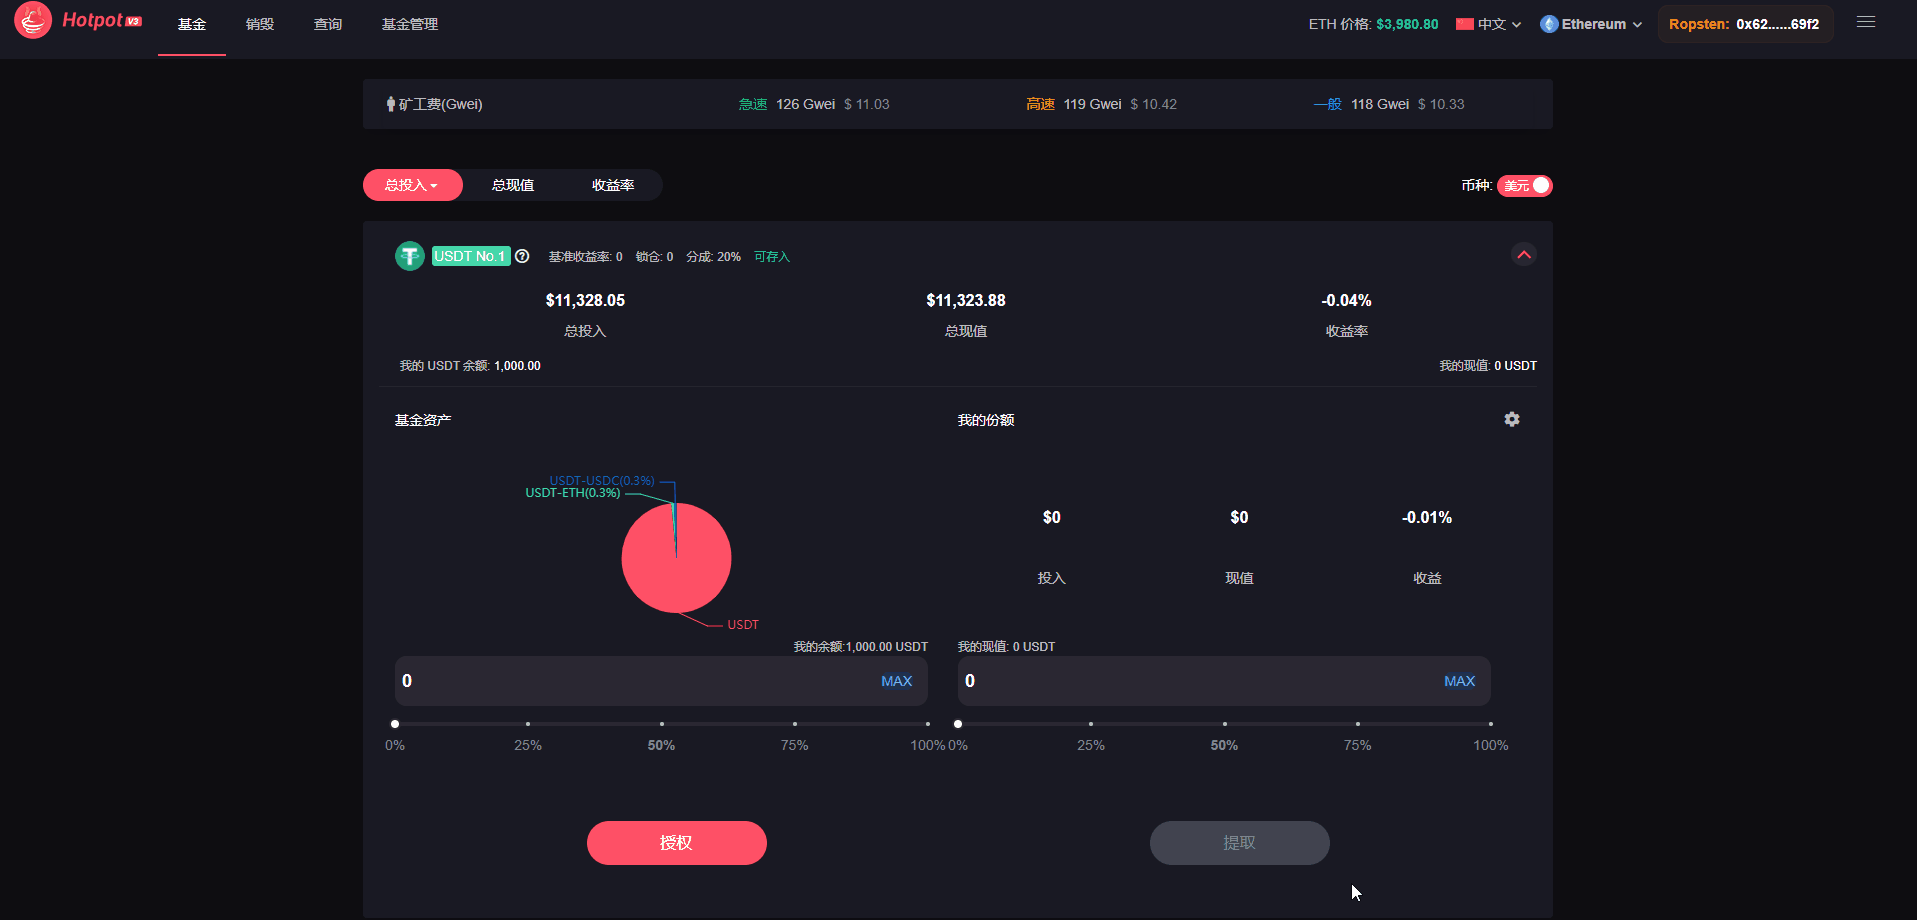 Hotpot V3 基金 销毁 查询 基金管理 ETH 价格: $3,980.80 中文 Ethereum Ropsten: 0x62......69f2
矿工费(Gwei) 急速 126 Gwei $ 11.03 高速 119 Gwei $ 10.42 一般 118 Gwei $ 10.33
总投入 总现值 收益率 币种: 美元
USDT No.1 基准收益率: 0 锁仓: 0 分成: 20% 可存入
$11,328.05 $11,323.88 -0.04%
总投入 总现值 收益率
我的 USDT 余额: 1,000.00 我的现值: 0 USDT
基金资产 我的份额
USDT-USDC(0.3%)
USDT-ETH(0.3%)
$0 $0 -0.01%
投入 现值 收益
USDT
我的余额:1,000.00 USDT 我的现值: 0 USDT
0 MAX 0 MAX
0% 25% 50% 75% 100% 0% 25% 50% 75% 100%
授权 提取